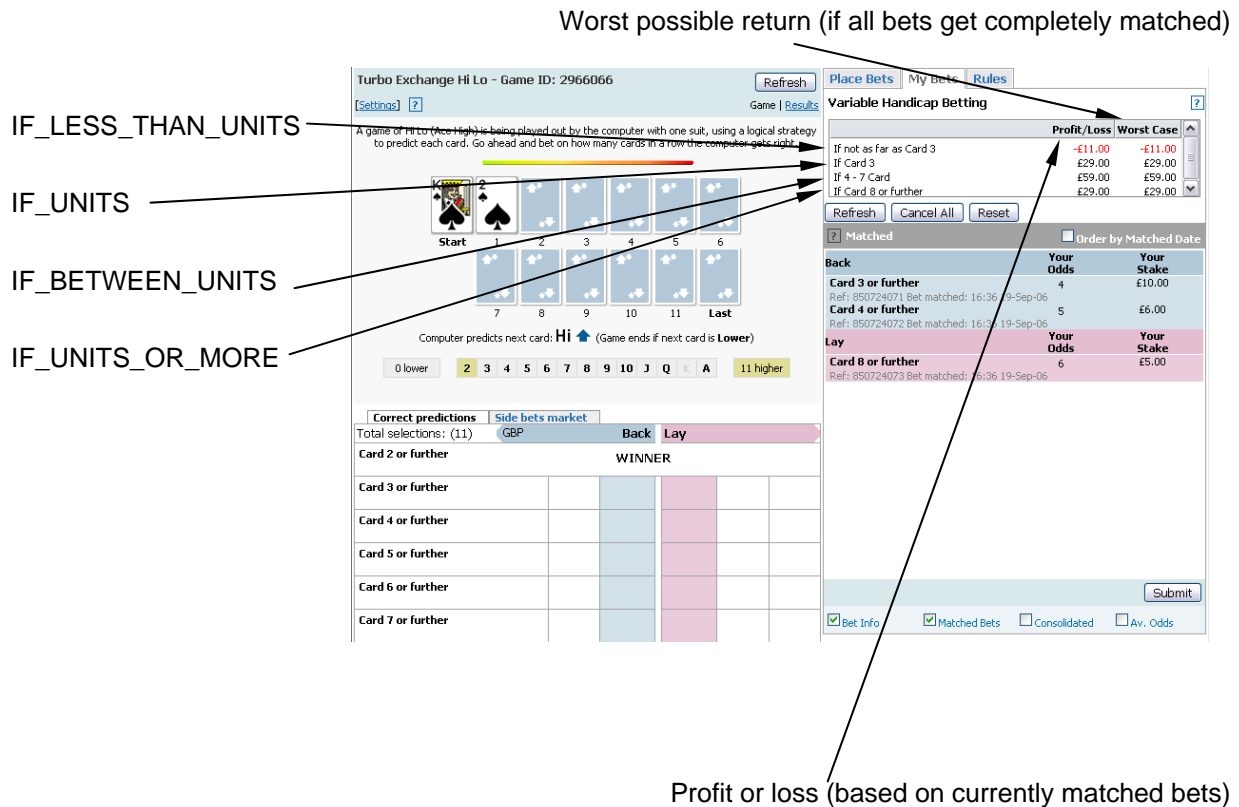 Worst possible return (if all bets get completely matched)
IF_LESS_THAN_UNITS
IF_UNITS
IF_BETWEEN_UNITS
IF_UNITS_OR_MORE
Turbo Exchange Hi Lo - Game ID: 2966066 Refresh
[Settings] ? Game | Results
A game of Hi Lo (Ace High) is being played out by the computer with one suit, using a logical strategy
to predict each card. Go ahead and bet on how many cards in a row the computer gets right.
K 2
Start 1 2 3 4 5 6
7 8 9 10 11 Last
Computer predicts next card: Hi (Game ends if next card is Lower)
0 lower 2 3 4 5 6 7 8 9 10 J Q K A 11 higher
Correct predictions Side bets market
Total selections: (11) GBP Back Lay
Card 2 or further WINNER
Card 3 or further
Card 4 or further
Card 5 or further
Card 6 or further
Card 7 or further
Place Bets My Bets Rules
Variable Handicap Betting ?
Profit/Loss Worst Case
If not as far as Card 3 -£11.00 -£11.00
If Card 3 £29.00 £29.00
If 4 - 7 Card £59.00 £59.00
If Card 8 or further £29.00 £29.00
Refresh Cancel All Reset
? Matched Order by Matched Date
Back Your Odds Your Stake
Card 3 or further 4 £10.00
Ref: 850724071 Bet matched: 16:36 19-Sep-06
Card 4 or further 5 £6.00
Ref: 850724072 Bet matched: 16:36 19-Sep-06
Lay Your Odds Your Stake
Card 8 or further 6 £5.00
Ref: 850724073 Bet matched: 16:36 19-Sep-06
Submit
Bet Info Matched Bets Consolidated Av. Odds
Profit or loss (based on currently matched bets)